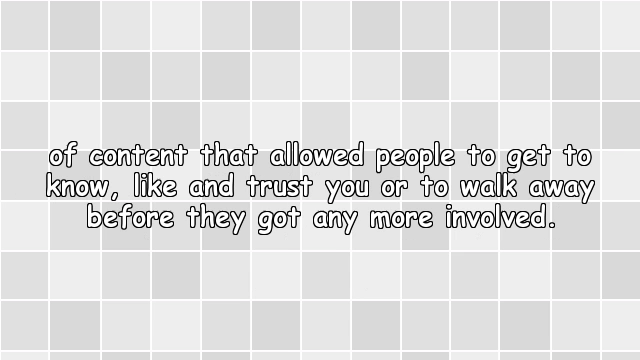 of content that allowed people to get to
know, like and trust you or to walk away
before they got any more involved.